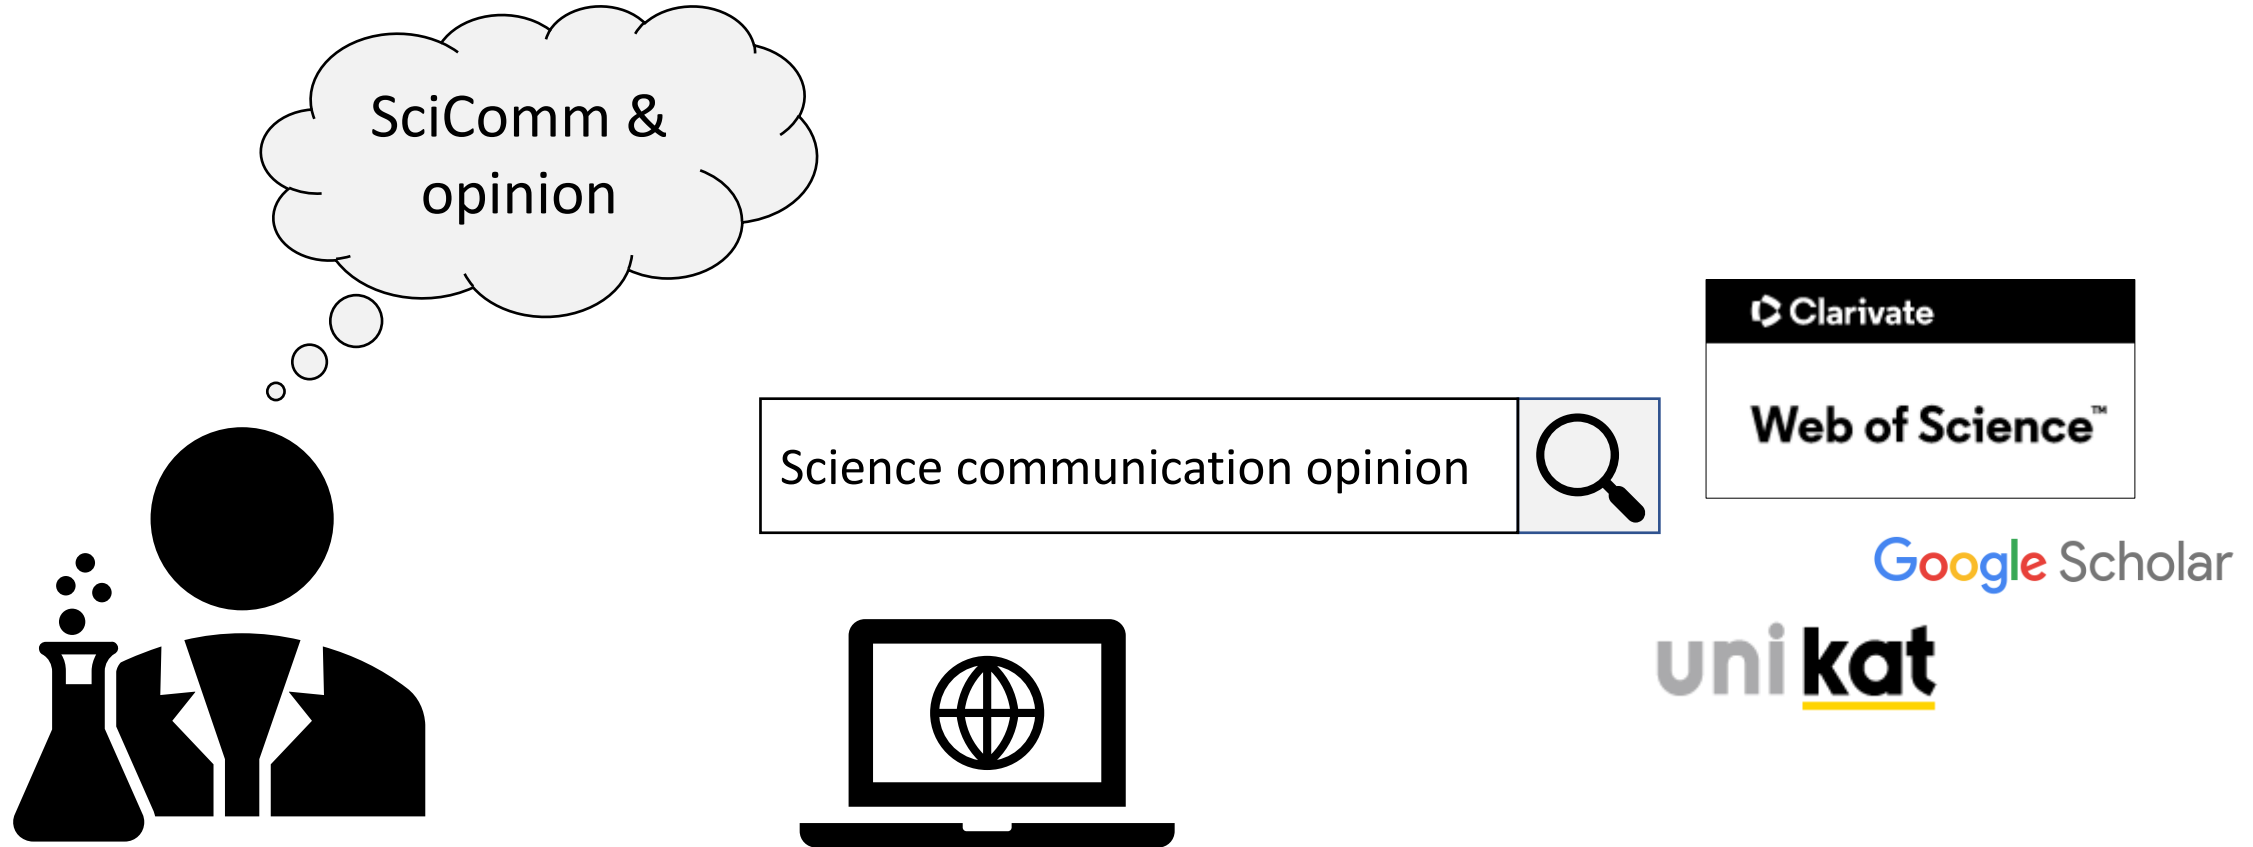 SciComm &
opinion
Clarivate
Web of Science™
Science communication opinion
Google Scholar
unikat